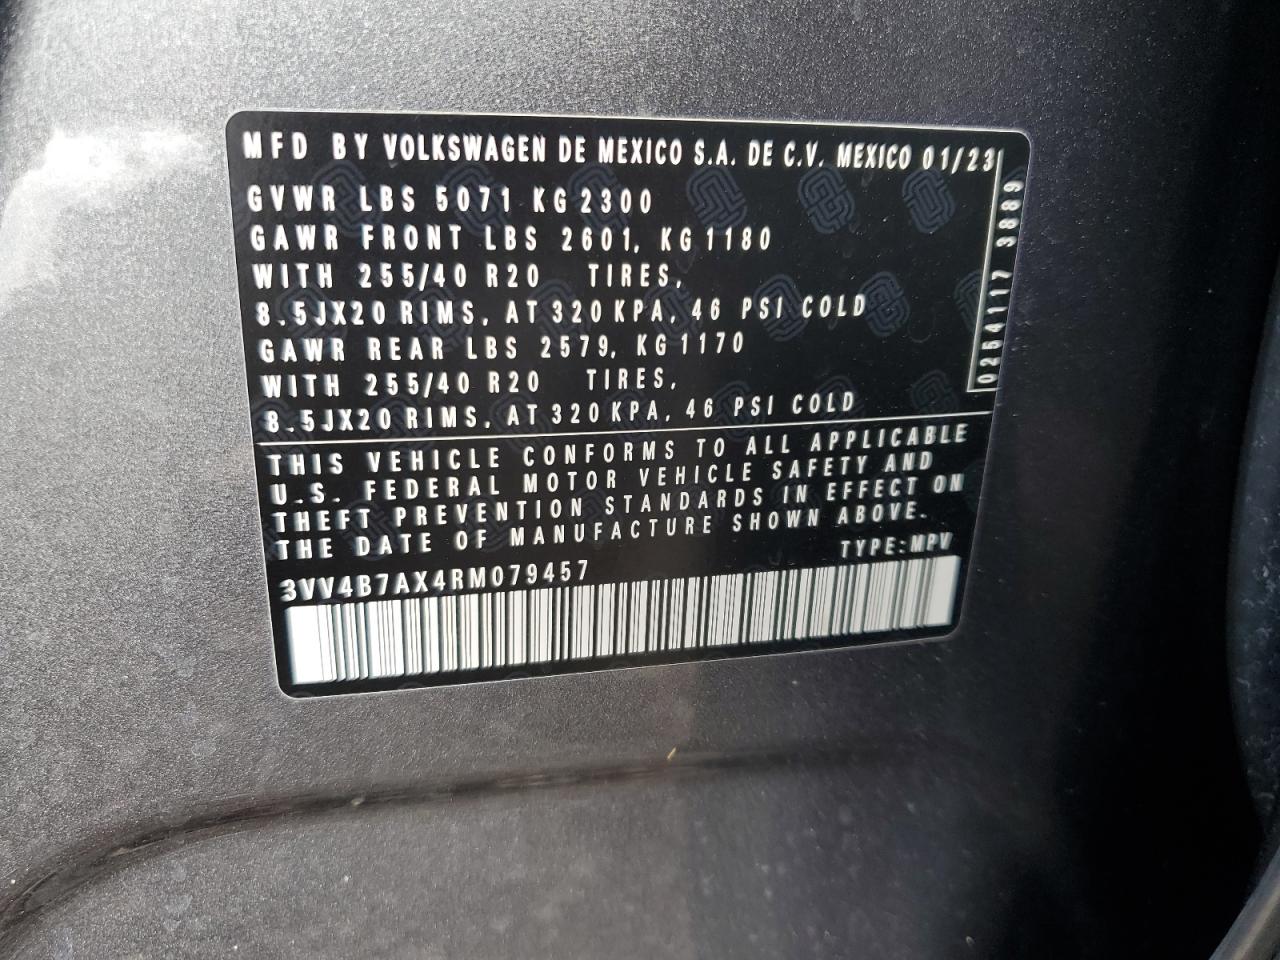 MFD BY VOLKSWAGEN DE MEXICO S.A. DE C.V. MEXICO 01/23
GVWR LBS 5071 KG 2300
GAWR FRONT LBS 2601, KG 1180
WITH 255/40 R20 TIRES,
8.5JX20 RIMS, AT 320 KPA, 46 PSI COLD
GAWR REAR LBS 2579, KG 1170
WITH 255/40 R20 TIRES,
8.5JX20 RIMS, AT 320 KPA, 46 PSI COLD
0254117 3889
THIS VEHICLE CONFORMS TO ALL APPLICABLE
U.S. FEDERAL MOTOR VEHICLE SAFETY AND
THEFT PREVENTION STANDARDS IN EFFECT ON
THE DATE OF MANUFACTURE SHOWN ABOVE.
TYPE:MPV
3VV4B7AX4RM079457